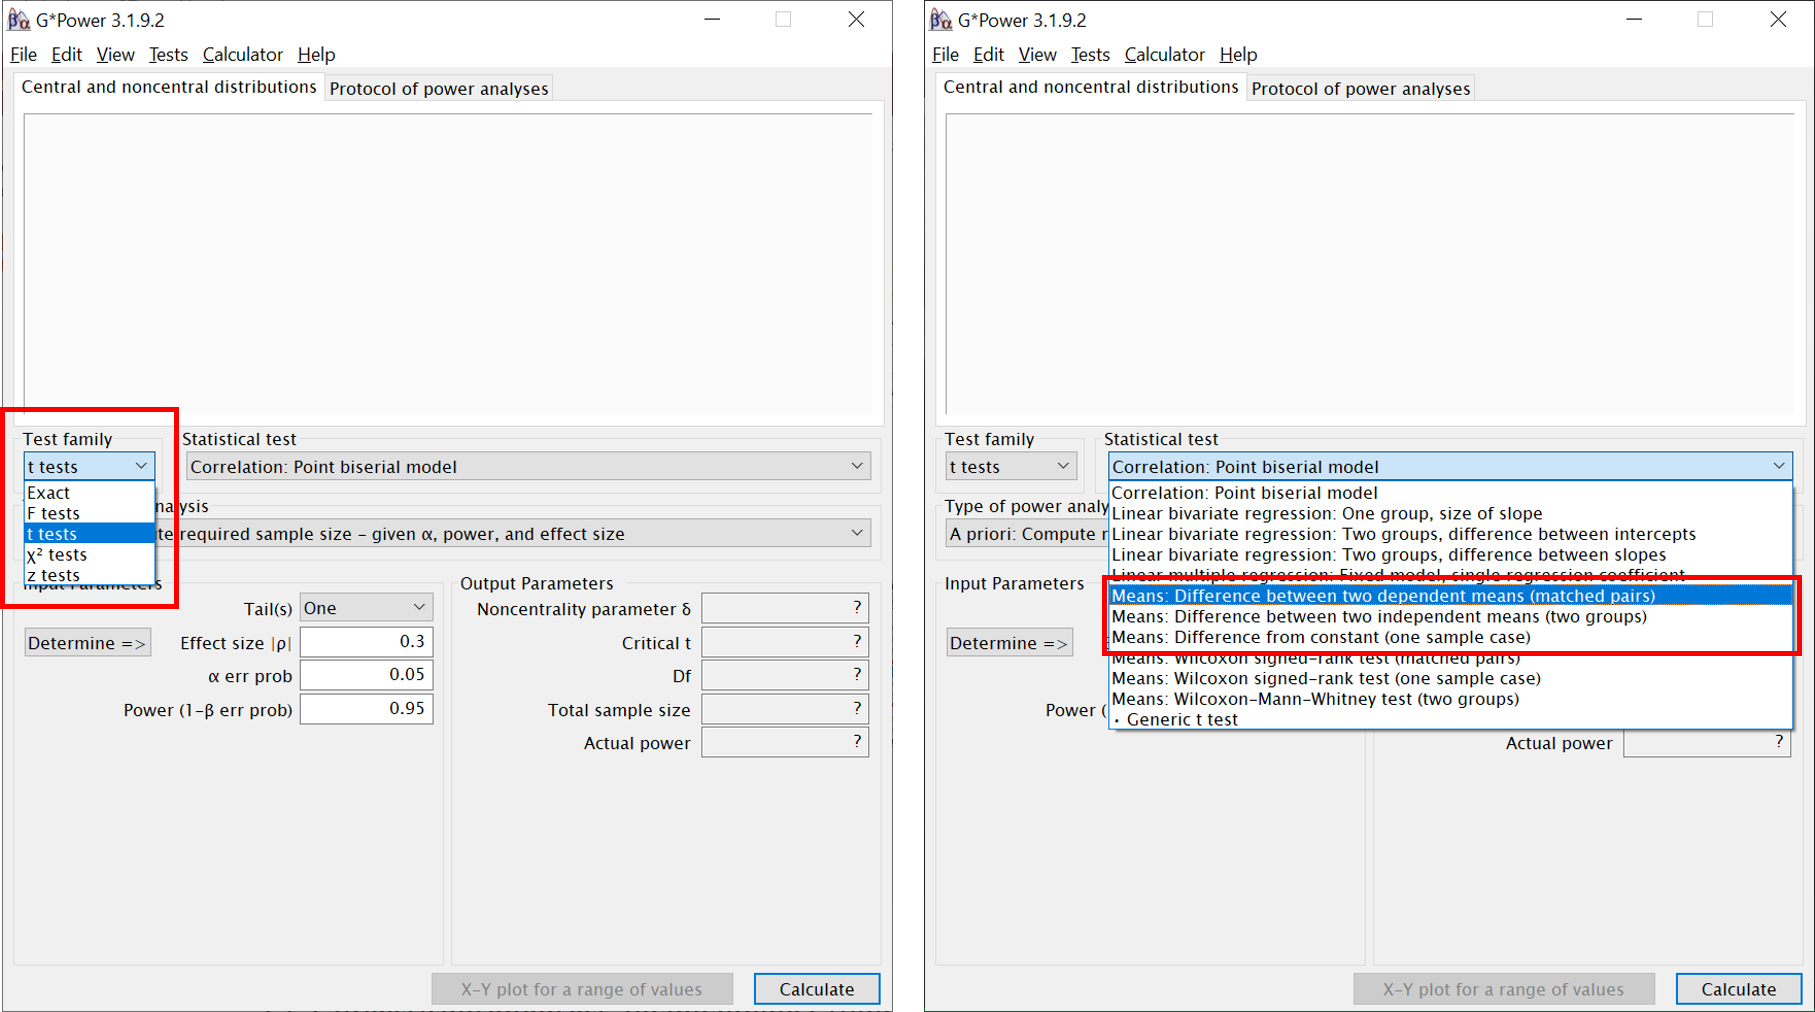 G*Power 3.1.9.2
File Edit View Tests Calculator Help
Central and noncentral distributions
Protocol of power analyses
Test family
t tests
Exact
F tests
t tests
χ² tests
z tests
Statistical test
Correlation: Point biserial model
required sample size – given α, power, and effect size
Input Parameters
Tail(s) One
Determine =>
Effect size |ρ| 0.3
α err prob 0.05
Power (1-β err prob) 0.95
Output Parameters
Noncentrality parameter δ ?
Critical t ?
Df ?
Total sample size ?
Actual power ?
X-Y plot for a range of values
Calculate
G*Power 3.1.9.2
File Edit View Tests Calculator Help
Central and noncentral distributions
Protocol of power analyses
Test family
t tests
Statistical test
Correlation: Point biserial model
Correlation: Point biserial model
Linear bivariate regression: One group, size of slope
Linear bivariate regression: Two groups, difference between intercepts
Linear bivariate regression: Two groups, difference between slopes
Linear multiple regression: Fixed model, single regression coefficient
Means: Difference between two dependent means (matched pairs)
Means: Difference between two independent means (two groups)
Means: Difference from constant (one sample case)
Means: Wilcoxon signed-rank test (matched pairs)
Means: Wilcoxon signed-rank test (one sample case)
Means: Wilcoxon-Mann-Whitney test (two groups)
• Generic t test
Type of power
A priori: Compute
Input Parameters
Determine =>
Power (
Actual power ?
X-Y plot for a range of values
Calculate